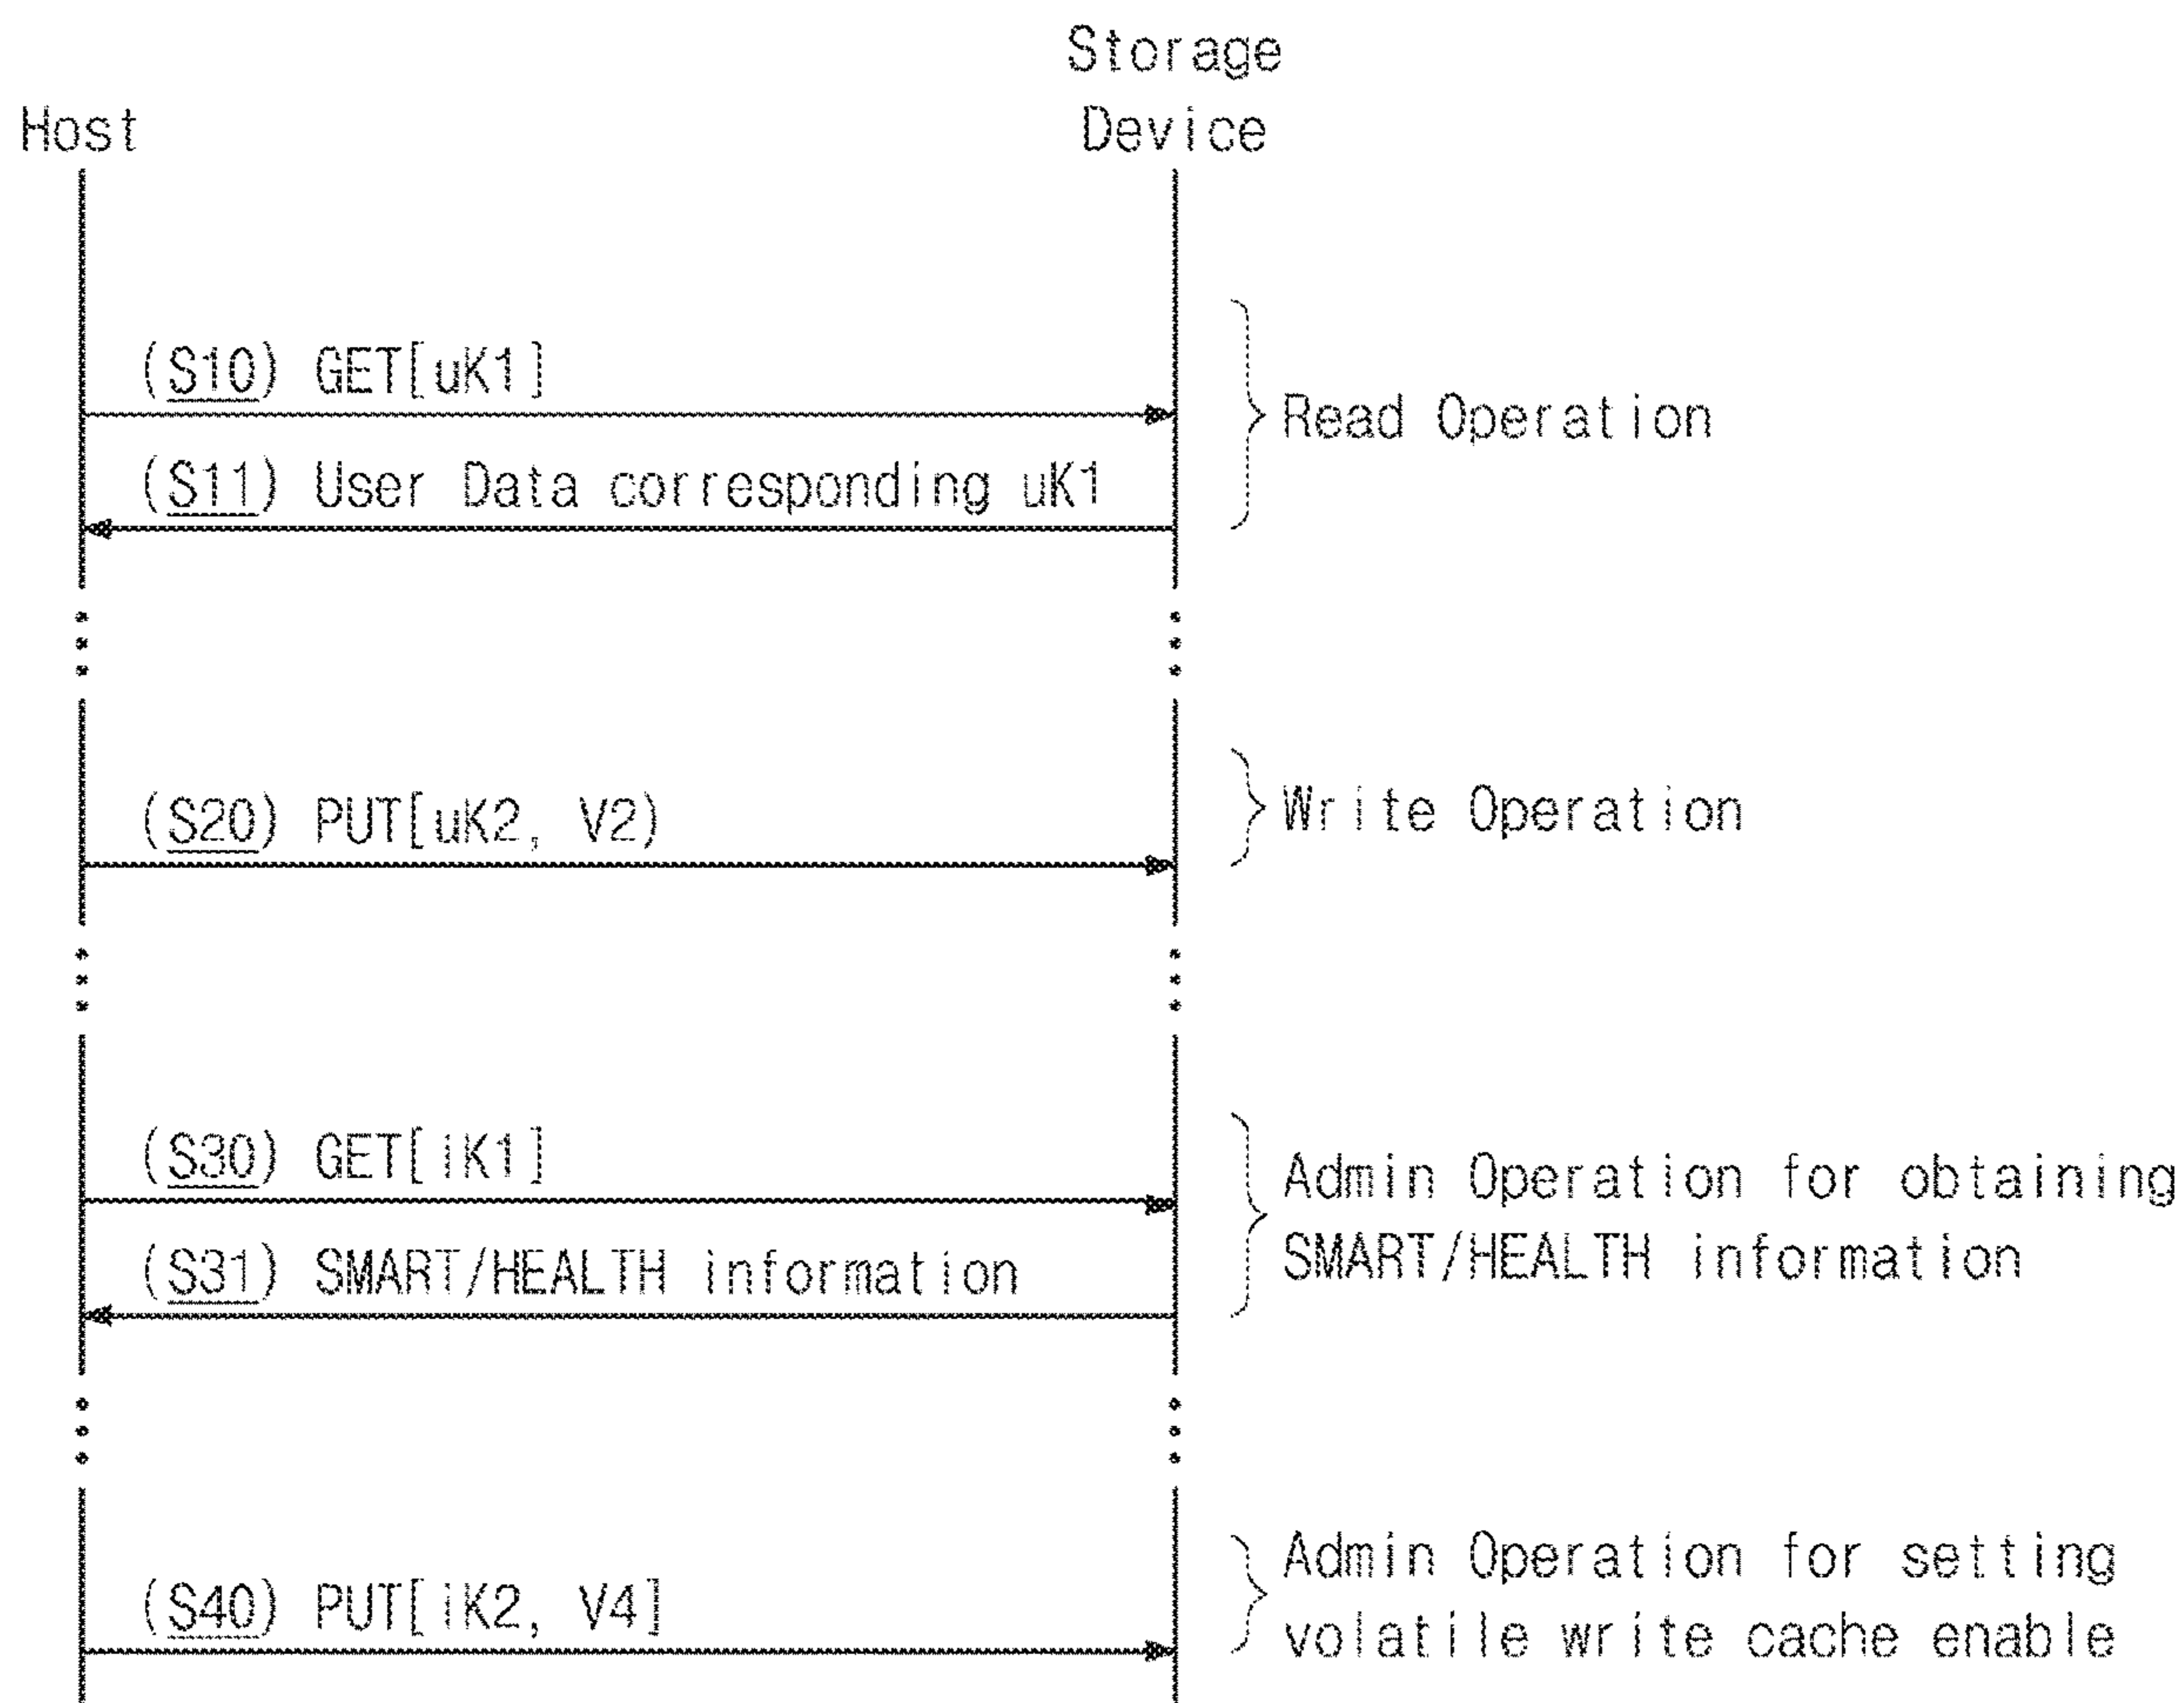 Storage
Host
Device
(S10) GET[uK1]
Read Operation
(S11) User Data corresponding uK1
(S20) PUT[uK2, V2)
Write Operation
(S30) GET[iK1]
Admin Operation for obtaining
SMART/HEALTH information
(S31) SMART/HEALTH information
(S40) PUT[iK2, V4]
Admin Operation for setting
volatile write cache enable